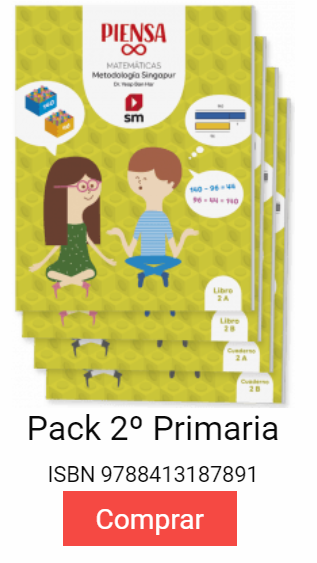 PIENSA
MATEMÁTICAS
Metodología Singapur
Dr. Yeap Ban Har
sm
140
140 - 96 = 44
96 + 44 = 140
Libro
2 A
Libro
2 B
Cuaderno
2 A
Cuaderno
2 B
Pack 2º Primaria
ISBN 9788413187891
Comprar